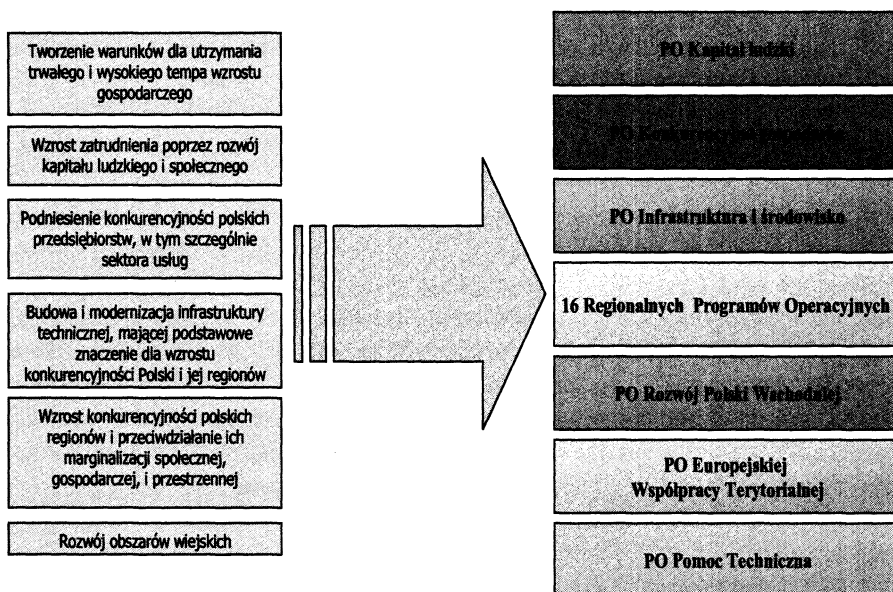 Tworzenie warunków dla utrzymania
trwałego i wysokiego tempa wzrostu
gospodarczego
Wzrost zatrudnienia poprzez rozwój
kapitału ludzkiego i społecznego
Podniesienie konkurencyjności polskich
przedsiębiorstw, w tym szczególnie
sektora usług
Budowa i modernizacja infrastruktury
technicznej, mającej podstawowe
znaczenie dla wzrostu
konkurencyjności Polski i jej regionów
Wzrost konkurencyjności polskich
regionów i przeciwdziałanie ich
marginalizacji społecznej,
gospodarczej, i przestrzennej
Rozwój obszarów wiejskich
PO Kapitał ludzki
PO
PO Infrastruktura i środowisko
16 Regionalnych Programów Operacyjnych
PO Rozwój Polski Wschodniej
PO Europejskiej
Współpracy Terytorialnej
PO Pomoc Techniczna